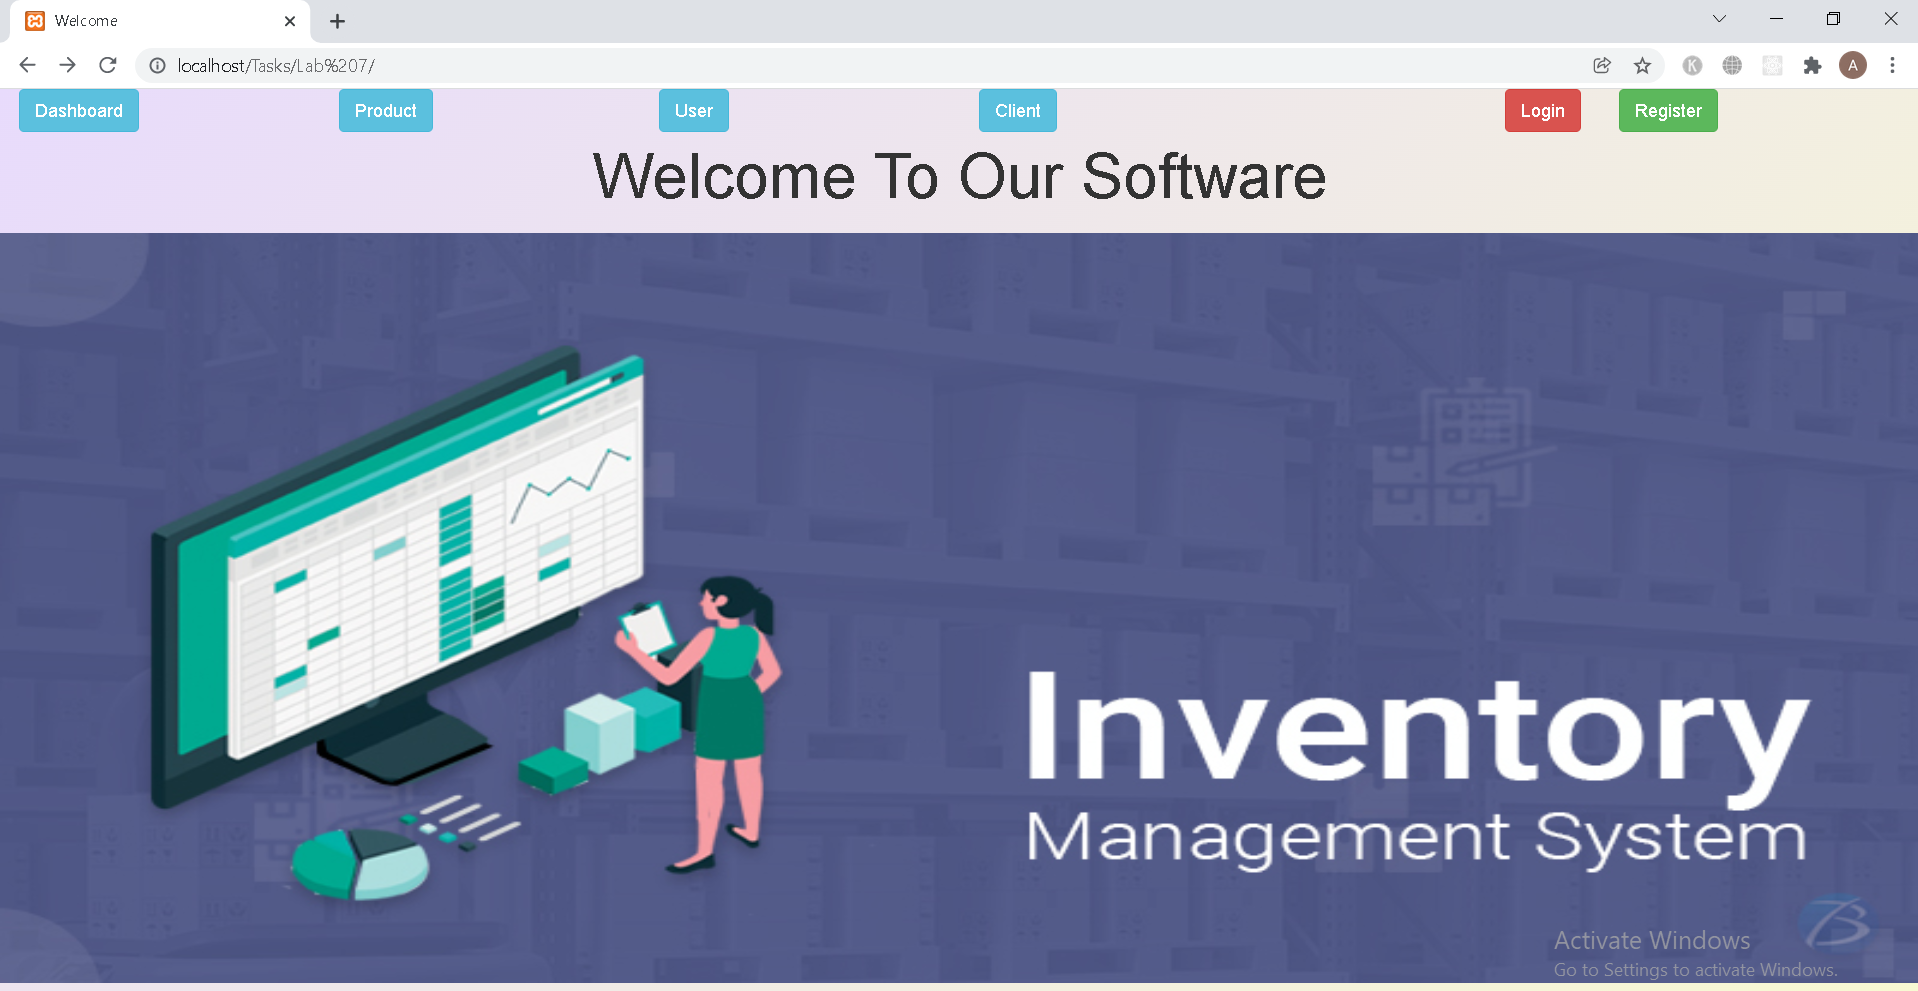 Welcome
localhost/Tasks/Lab%207/
K
A
Dashboard Product User Client Login Register
Welcome To Our Software
Inventory
Management System
B
Activate Windows
Go to Settings to activate Windows.